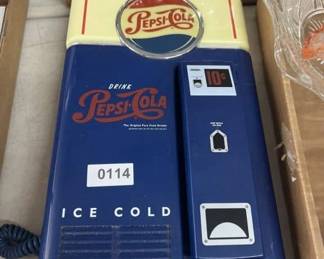 PEPSI-COLA
10¢
DRINK
PEPSI-COLA
0114
ICE COLD